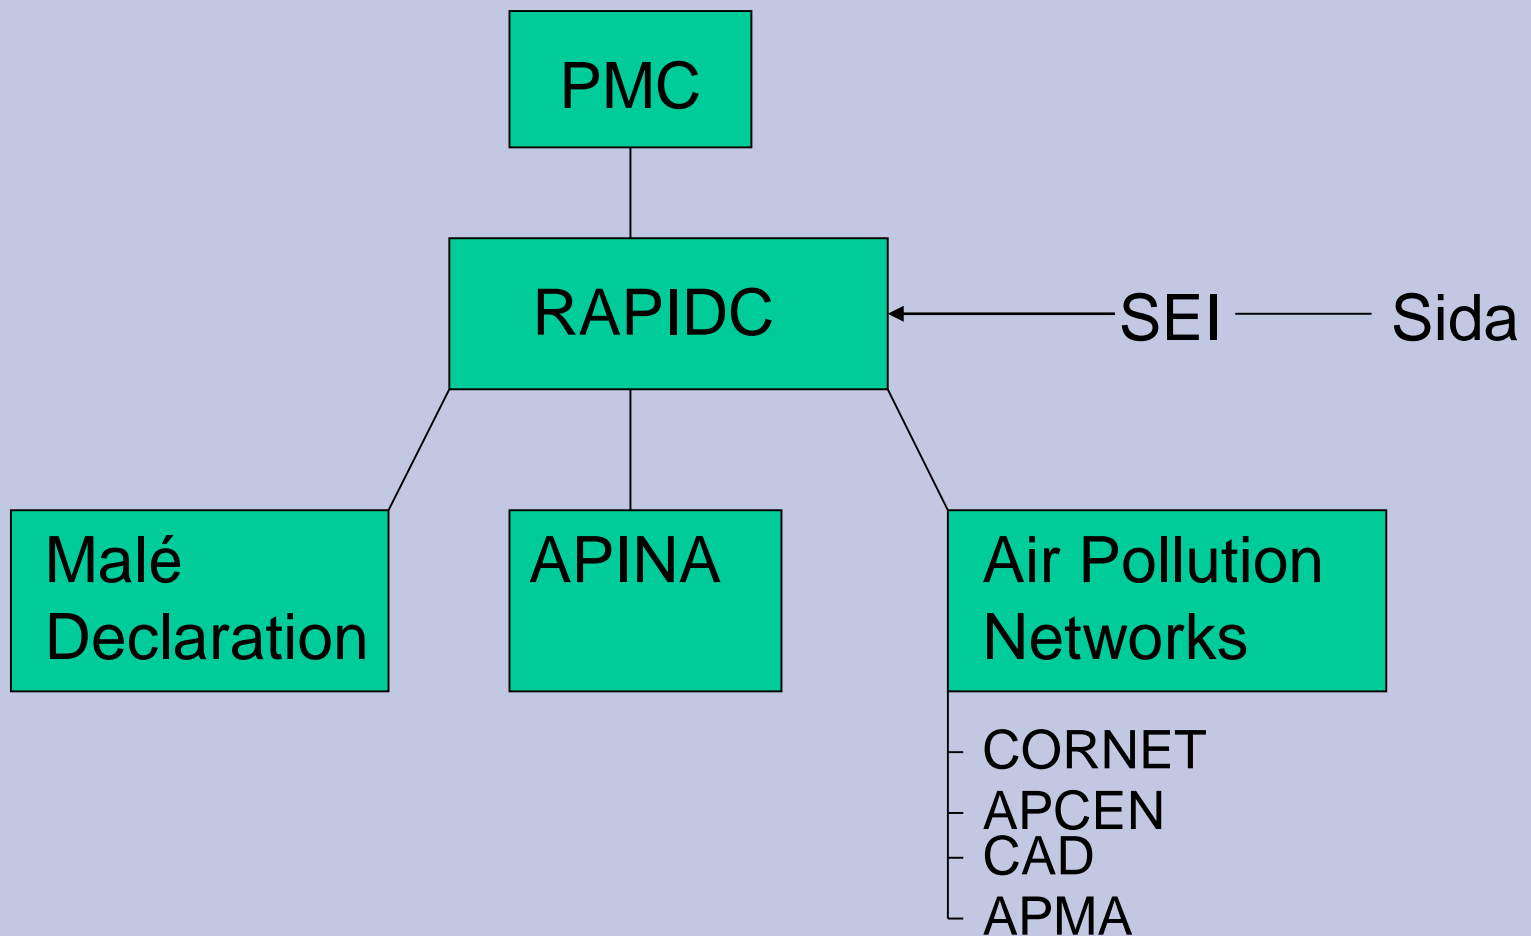 PMC
RAPIDC
SEI
Sida
Malé
Declaration
APINA
Air Pollution
Networks
CORNET
APCEN
CAD
APMA